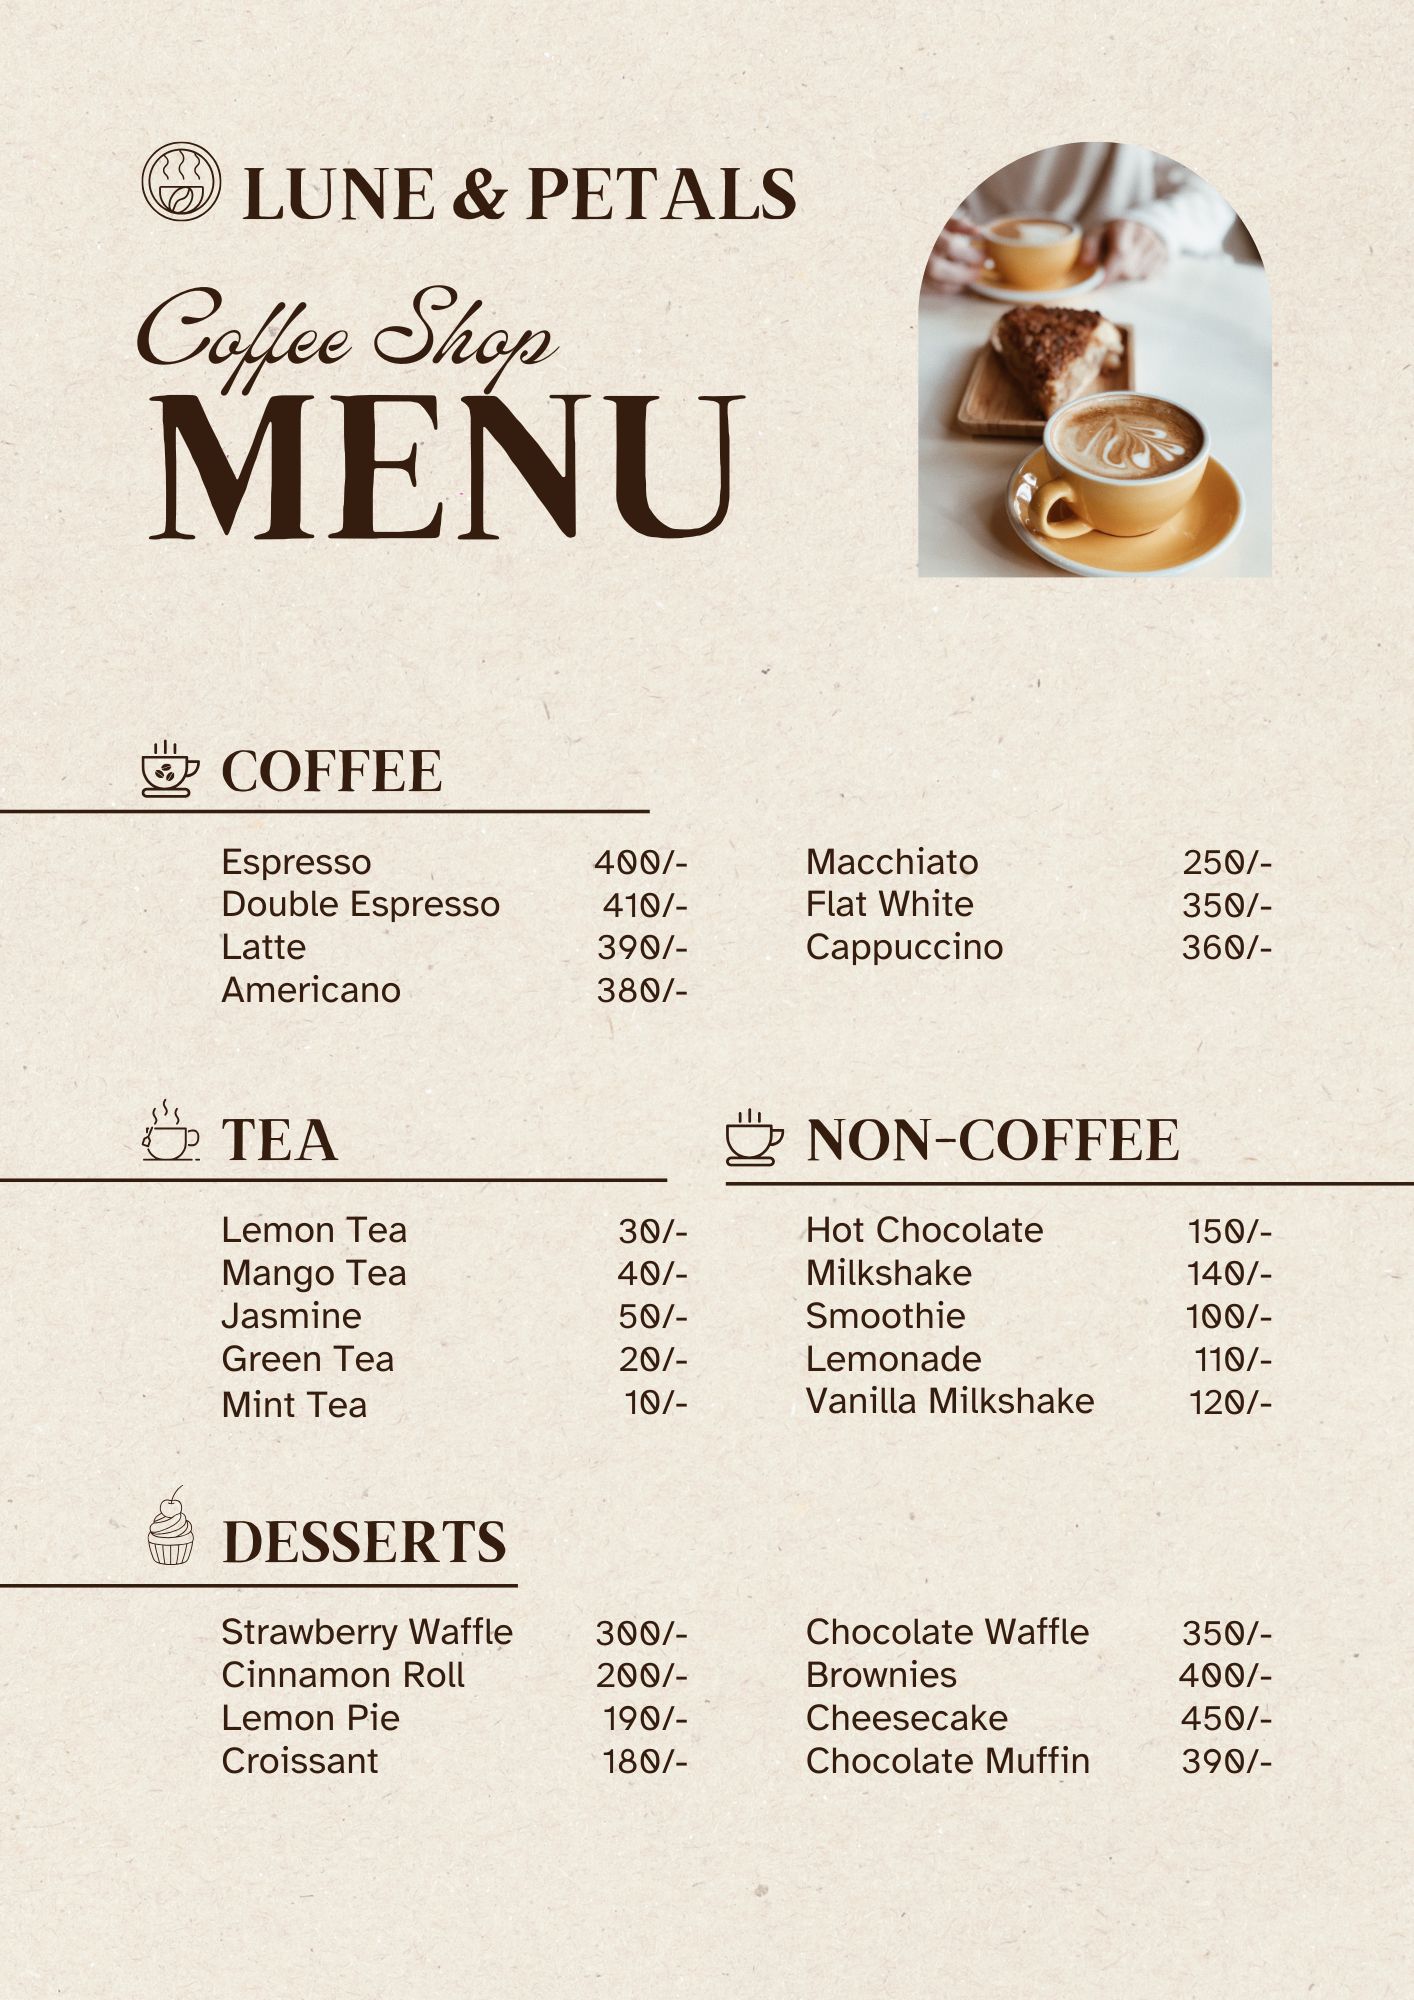 LUNE & PETALS
Coffee Shop
MENU
COFFEE
Espresso 400/-
Double Espresso 410/-
Latte 390/-
Americano 380/-
Macchiato 250/-
Flat White 350/-
Cappuccino 360/-
TEA
Lemon Tea 30/-
Mango Tea 40/-
Jasmine 50/-
Green Tea 20/-
Mint Tea 10/-
NON-COFFEE
Hot Chocolate 150/-
Milkshake 140/-
Smoothie 100/-
Lemonade 110/-
Vanilla Milkshake 120/-
DESSERTS
Strawberry Waffle 300/-
Cinnamon Roll 200/-
Lemon Pie 190/-
Croissant 180/-
Chocolate Waffle 350/-
Brownies 400/-
Cheesecake 450/-
Chocolate Muffin 390/-